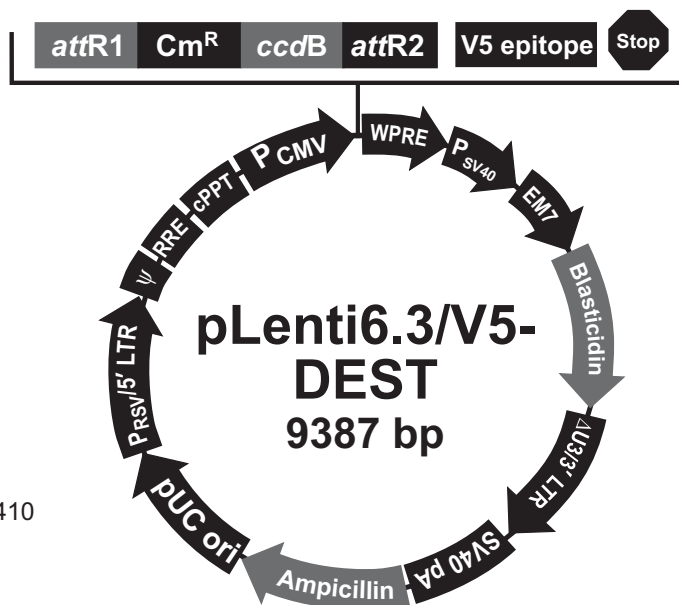 attR1 CmR ccdB attR2 V5 epitope Stop
PCMV
WPRE
PSV40
EM7
Blasticidin
ΔU3/3′ LTR
SV40 pA
Ampicillin
pUC ori
PRSV/5′ LTR
ψ
RRE
cPPT
pLenti6.3/V5-
DEST
9387 bp
410